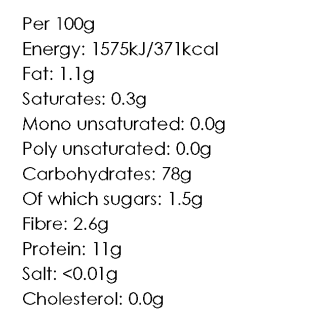 Per 100g
Energy: 1575kJ/371kcal
Fat: 1.1g
Saturates: 0.3g
Mono unsaturated: 0.0g
Poly unsaturated: 0.0g
Carbohydrates: 78g
Of which sugars: 1.5g
Fibre: 2.6g
Protein: 11g
Salt: <0.01g
Cholesterol: 0.0g